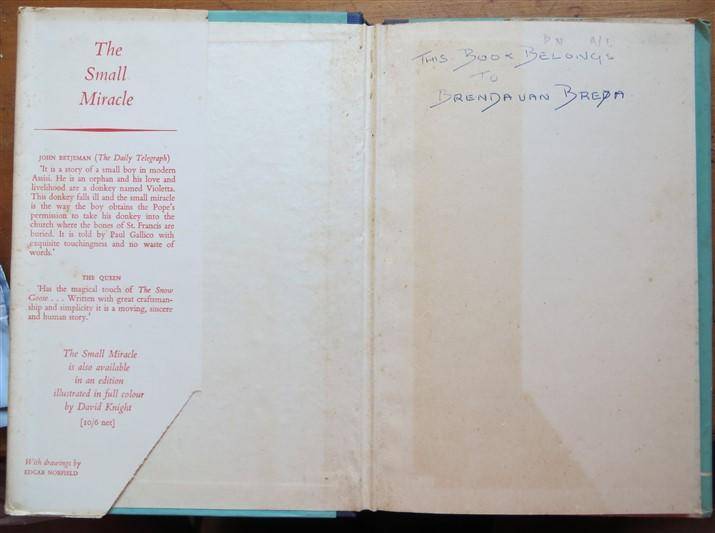 The
Small
Miracle
JOHN BETJEMAN (The Daily Telegraph)
'It is a story of a small boy in modern
Assisi. He is an orphan and his love and
livelihood are a donkey named Violetta.
This donkey falls ill and the small miracle
is the way the boy obtains the Pope's
permission to take his donkey into the
church where the bones of St. Francis are
buried. It is told by Paul Gallico with
exquisite touchingness and no waste of
words.'
THE QUEEN
'Has the magical touch of The Snow
Goose . . . Written with great craftsman-
ship and simplicity it is a moving, sincere
and human story.'
The Small Miracle
is also available
in an edition
illustrated in full colour
by David Knight
[10/6 net]
With drawings by
EDGAR NORFIELD
THIS BOOK BELONGS
TO
BRENDA VAN BREDA